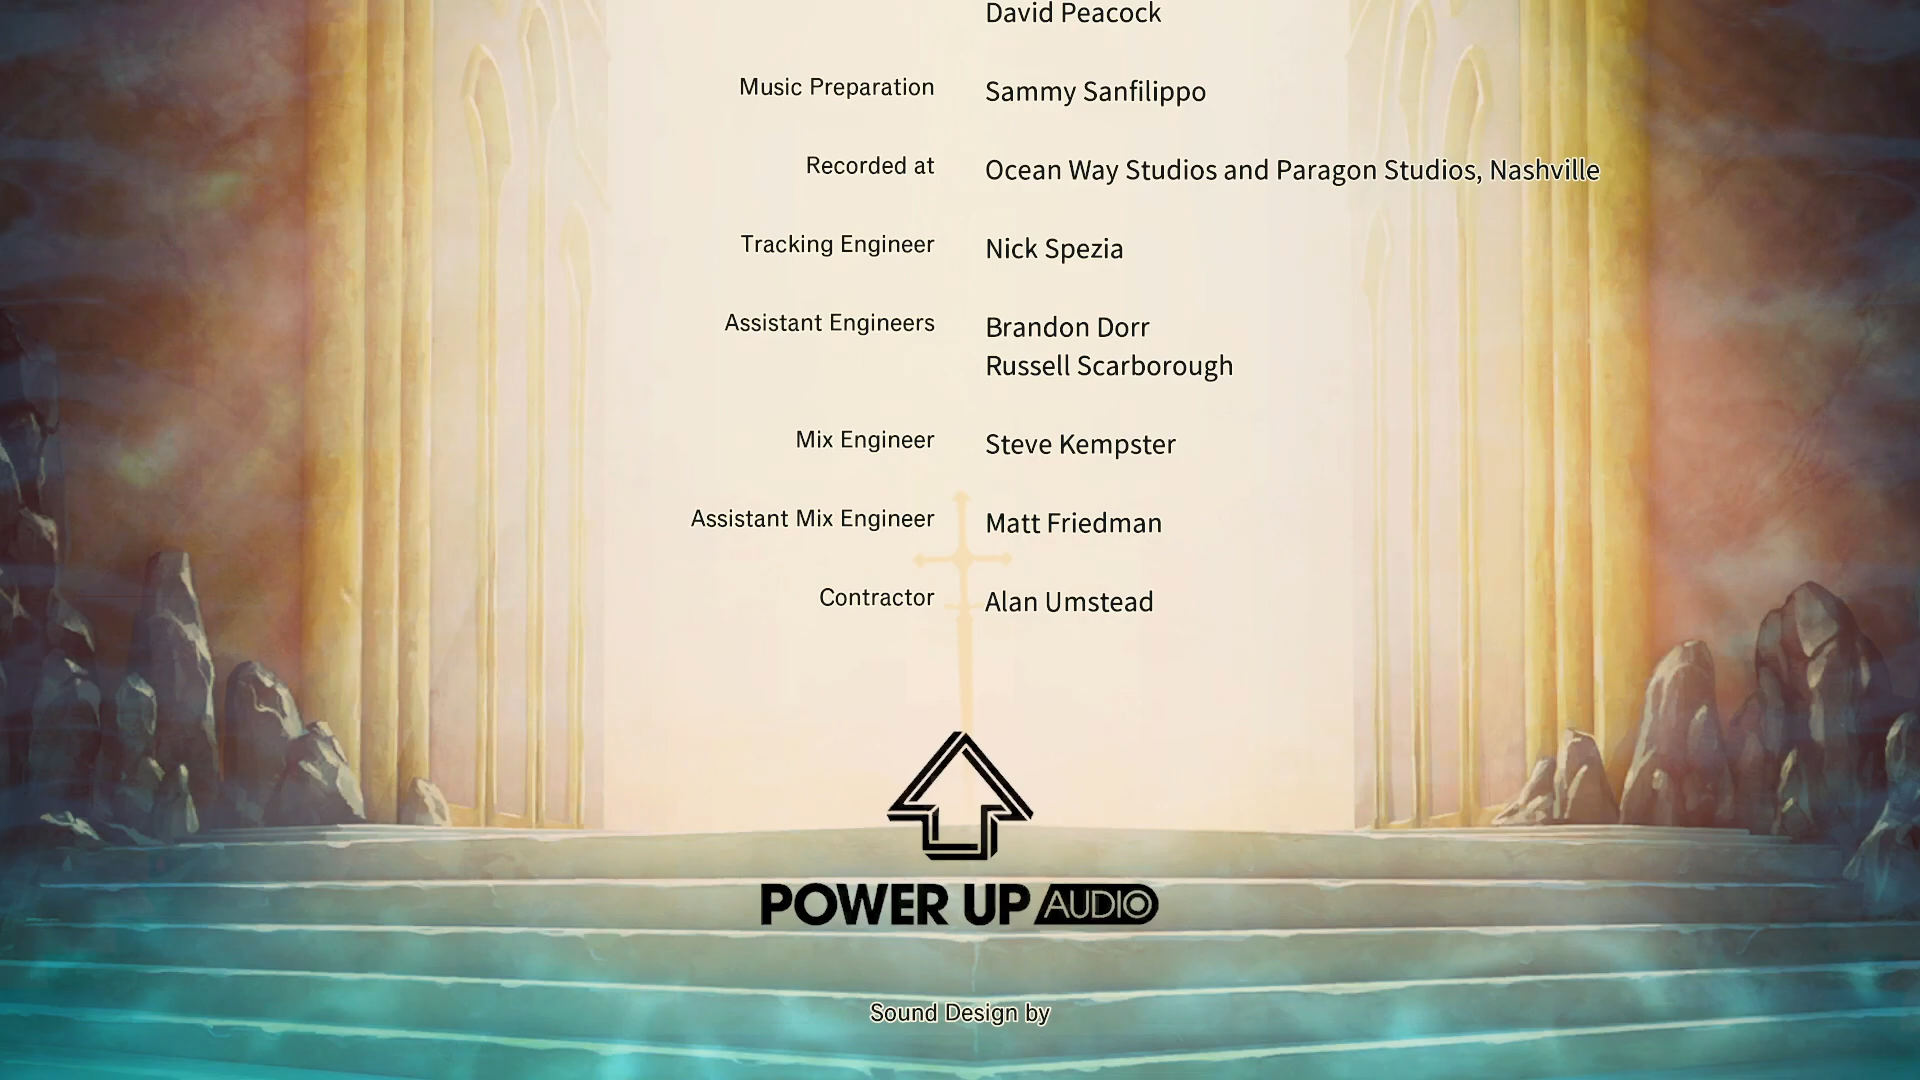 David Peacock
Music Preparation Sammy Sanfilippo
Recorded at Ocean Way Studios and Paragon Studios, Nashville
Tracking Engineer Nick Spezia
Assistant Engineers Brandon Dorr
Russell Scarborough
Mix Engineer Steve Kempster
Assistant Mix Engineer Matt Friedman
Contractor Alan Umstead
POWER UP AUDIO
Sound Design by